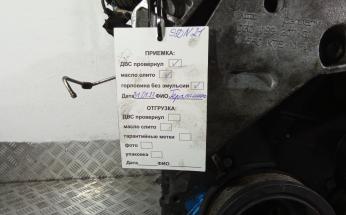 ПРИЕМКА:
ДВС провернул
масло слито
горловина без эмульсии
Дата ФИО
ОТГРУЗКА:
ДВС провернул
масло слито
гарантийные метки
фото
упаковка
Дата ФИО